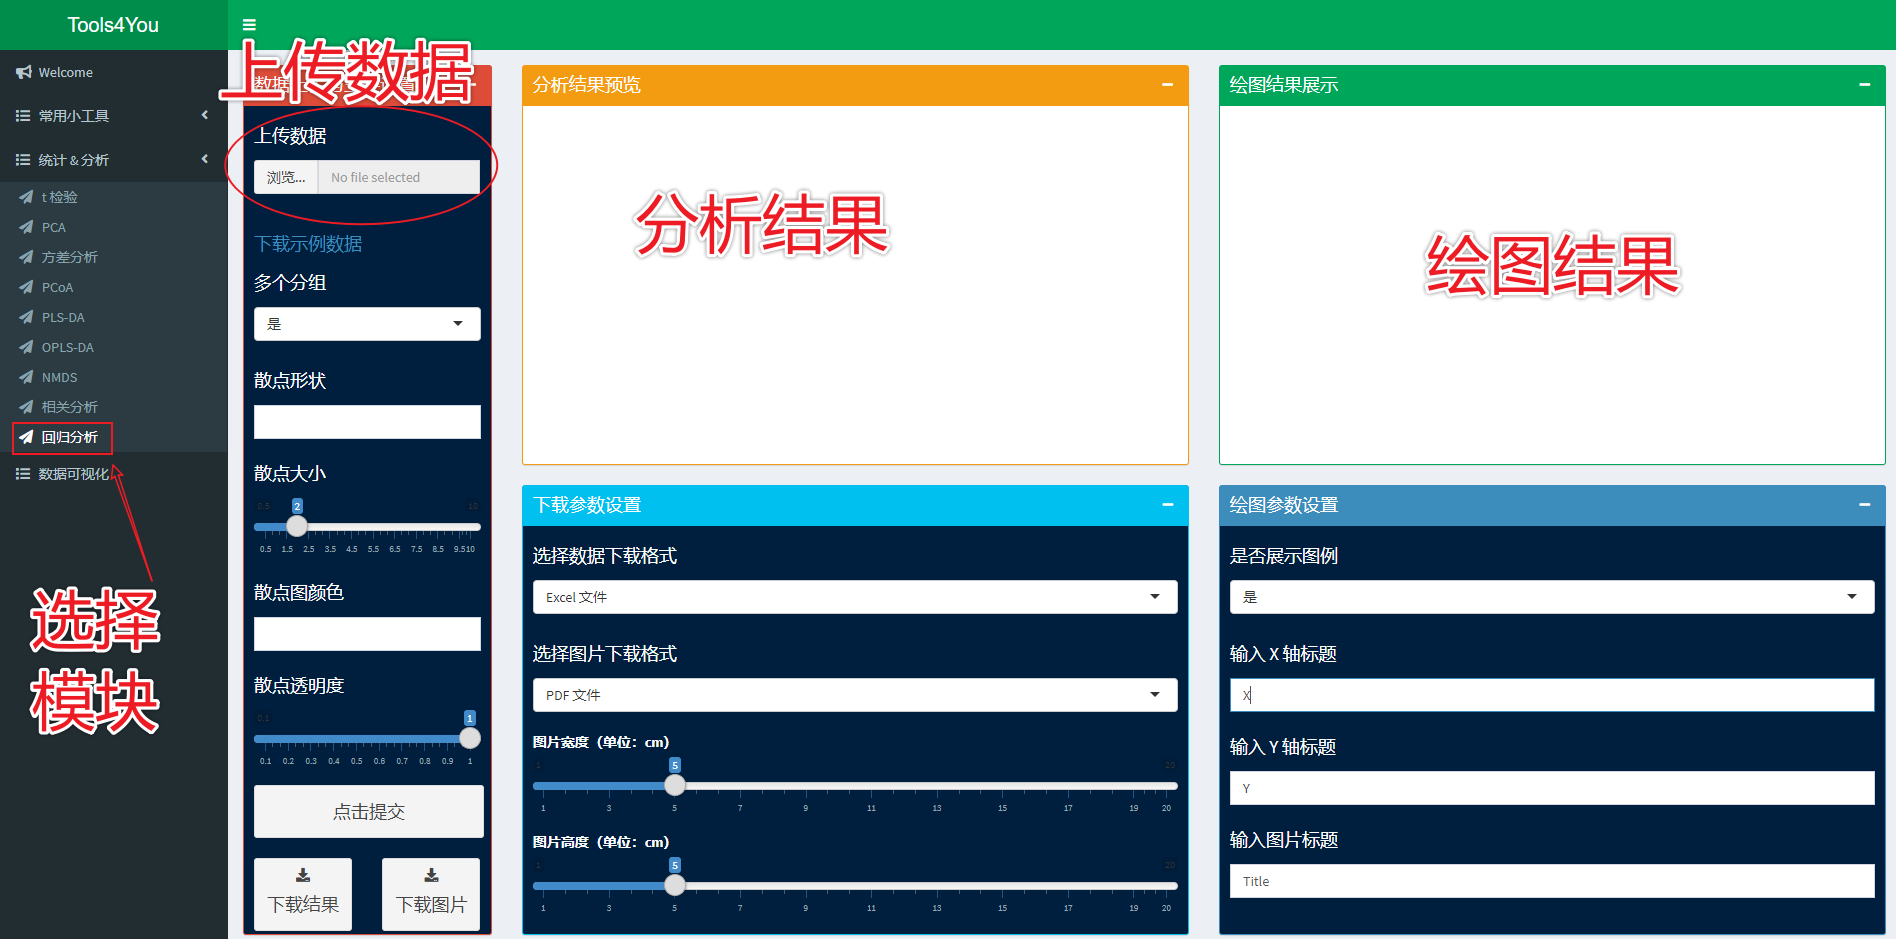 Tools4You
Welcome
常用小工具
统计 & 分析
t 检验
PCA
方差分析
PCoA
PLS-DA
OPLS-DA
NMDS
相关分析
回归分析
数据可视化
选择
模块
上传数据
数据
上传数据
浏览...
No file selected
下载示例数据
多个分组
是
散点形状
散点大小
0.5
2
10
0.5 1.5 2.5 3.5 4.5 5.5 6.5 7.5 8.5 9.5 10
散点图颜色
散点透明度
0.1
1
0.1 0.2 0.3 0.4 0.5 0.6 0.7 0.8 0.9 1
点击提交
下载结果
下载图片
分析结果预览
分析结果
下载参数设置
选择数据下载格式
Excel 文件
选择图片下载格式
PDF 文件
图片宽度（单位：cm）
1
5
20
1 3 5 7 9 11 13 15 17 19 20
图片高度（单位：cm）
1
5
20
1 3 5 7 9 11 13 15 17 19 20
绘图结果展示
绘图结果
绘图参数设置
是否展示图例
是
输入 X 轴标题
X
输入 Y 轴标题
Y
输入图片标题
Title